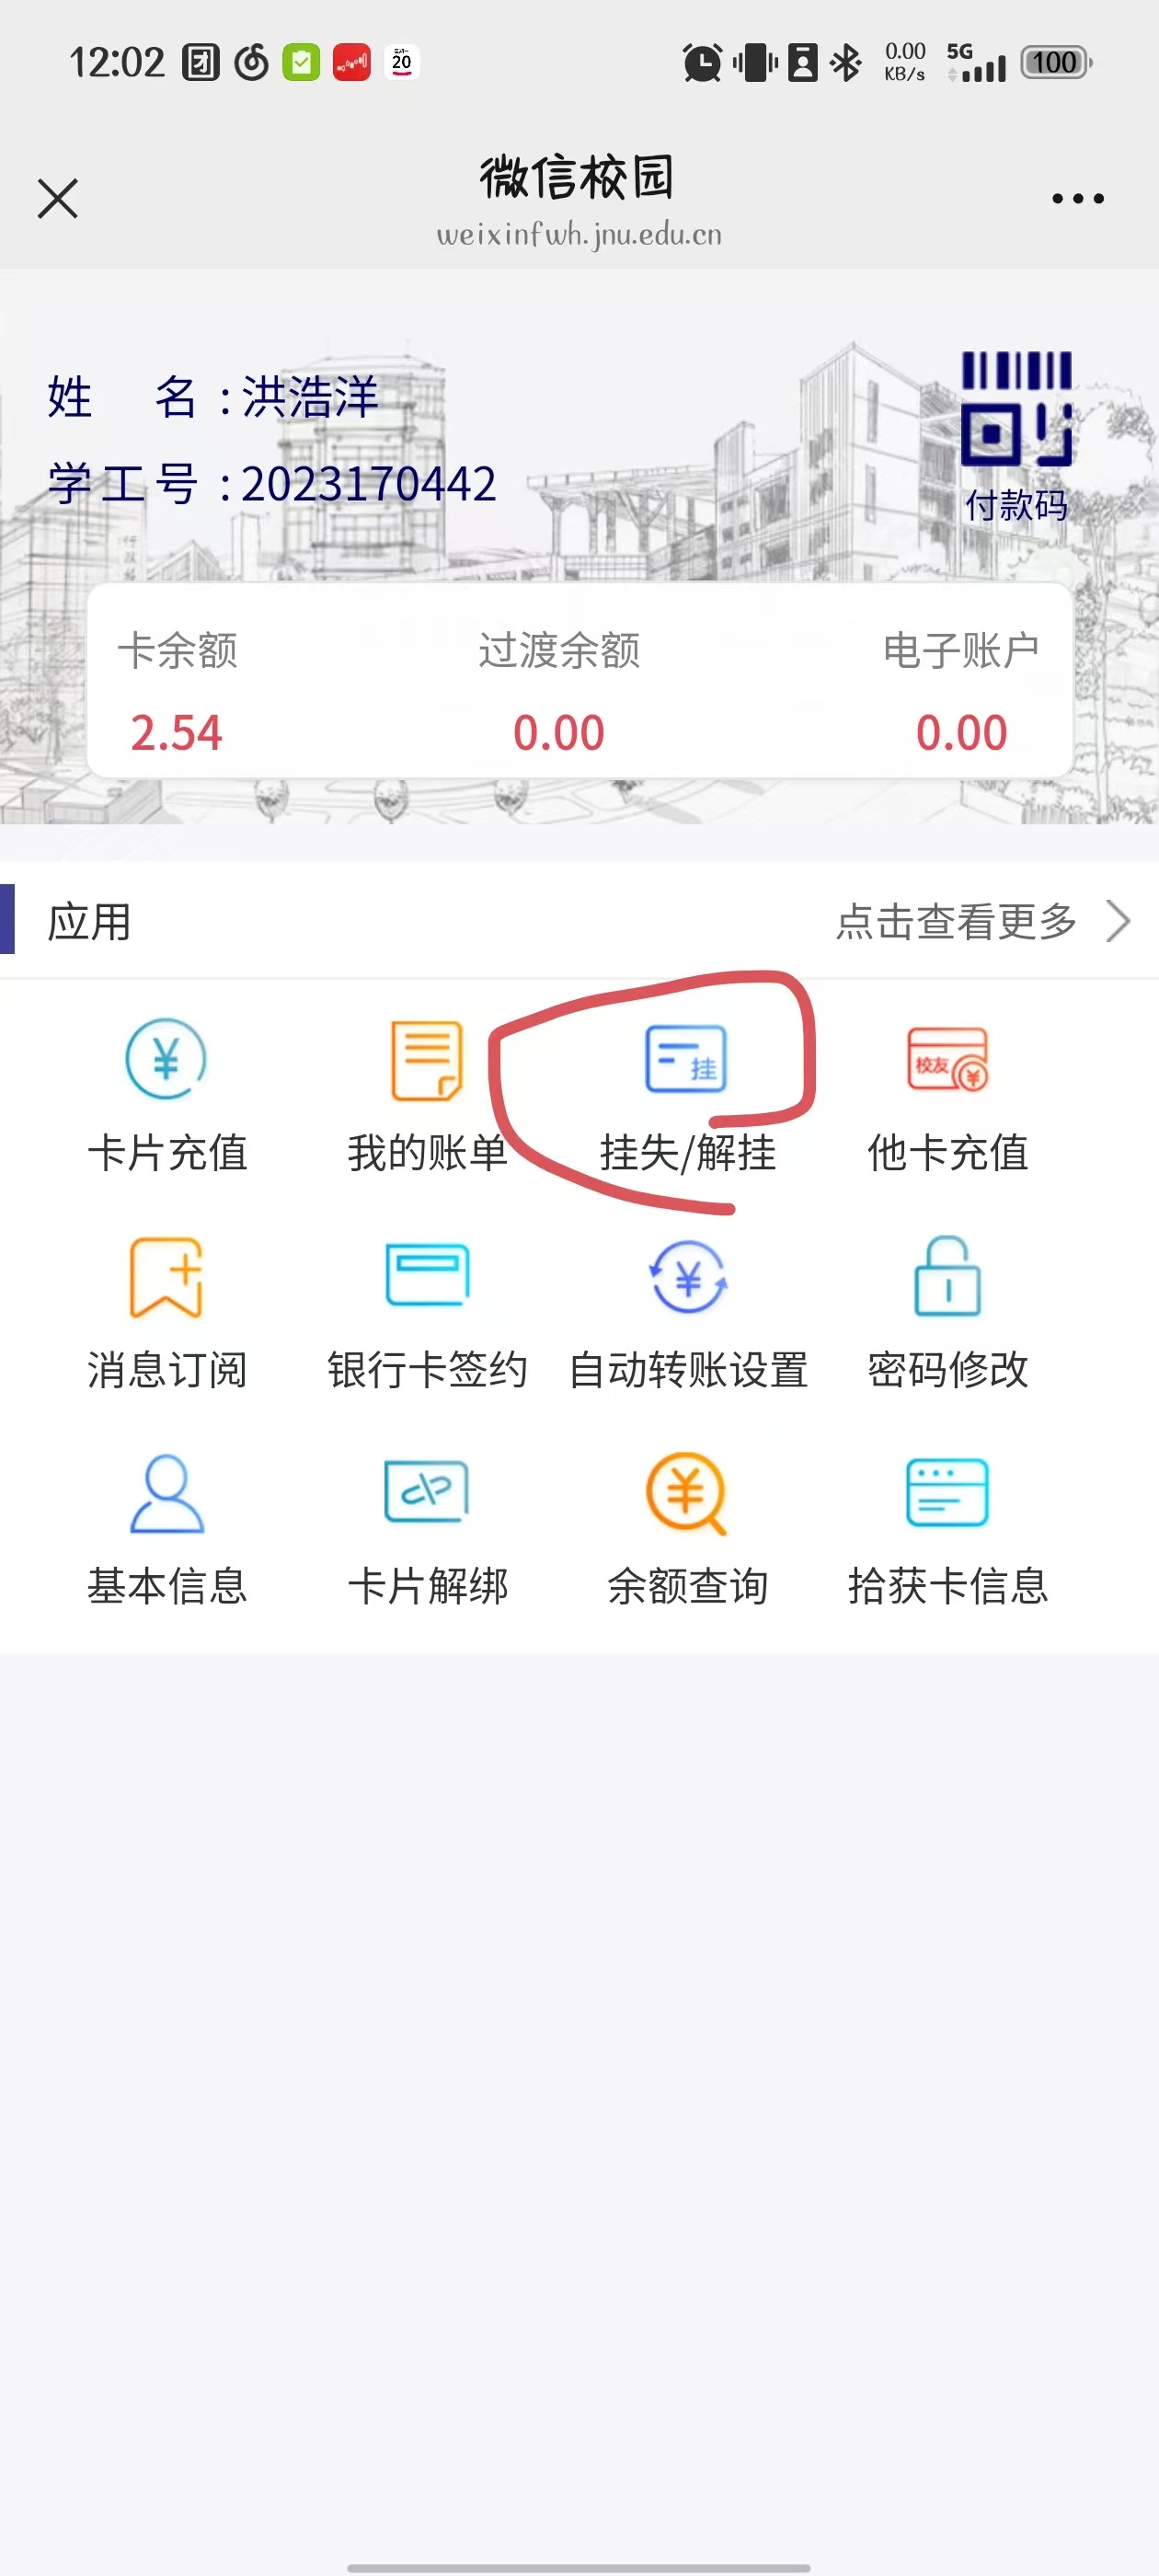 12:02
20
0.00
KB/s
5G
100
微信校园
weixinfwh.jnu.edu.cn
姓 名 : 洪浩洋
学工号 : 2023170442
付款码
卡余额 过渡余额 电子账户
2.54 0.00 0.00
应用 点击查看更多
挂 校友
卡片充值 我的账单 挂失/解挂 他卡充值
消息订阅 银行卡签约 自动转账设置 密码修改
基本信息 卡片解绑 余额查询 拾获卡信息